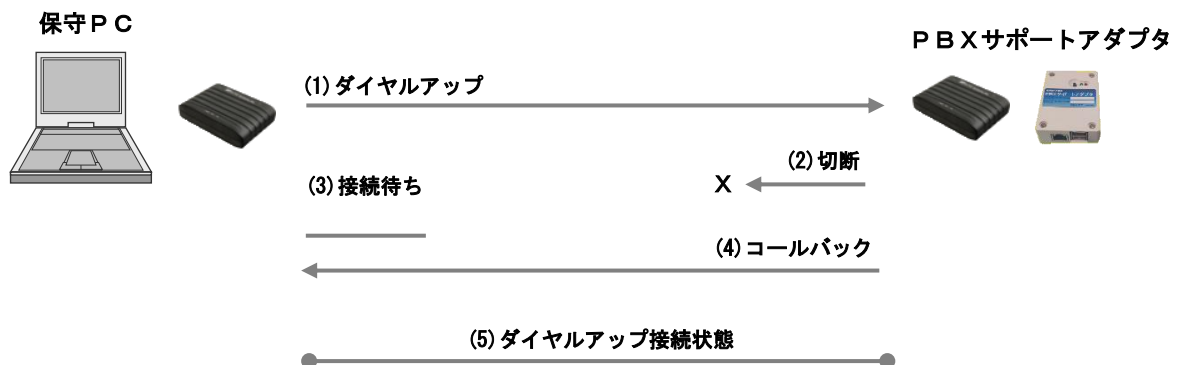 保守ＰＣ
ＰＢＸサポートアダプタ
(1)ダイヤルアップ
(2)切断
(3)接続待ち
X
(4)コールバック
(5)ダイヤルアップ接続状態